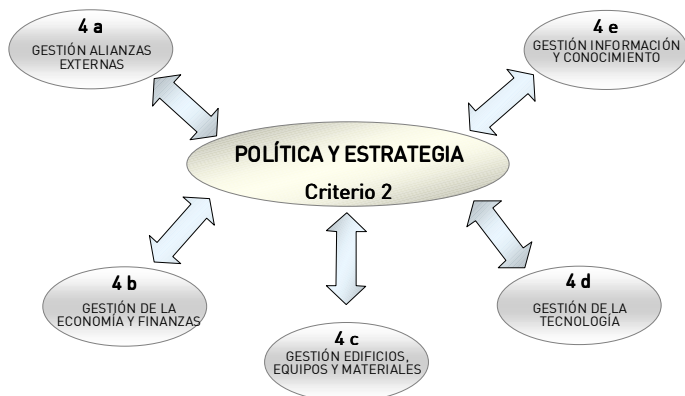 4 a
GESTIÓN ALIANZAS
EXTERNAS
4 e
GESTIÓN INFORMACIÓN
Y CONOCIMIENTO
POLÍTICA Y ESTRATEGIA
Criterio 2
4 b
GESTIÓN DE LA
ECONOMÍA Y FINANZAS
4 c
GESTIÓN EDIFICIOS,
EQUIPOS Y MATERIALES
4 d
GESTIÓN DE LA
TECNOLOGÍA